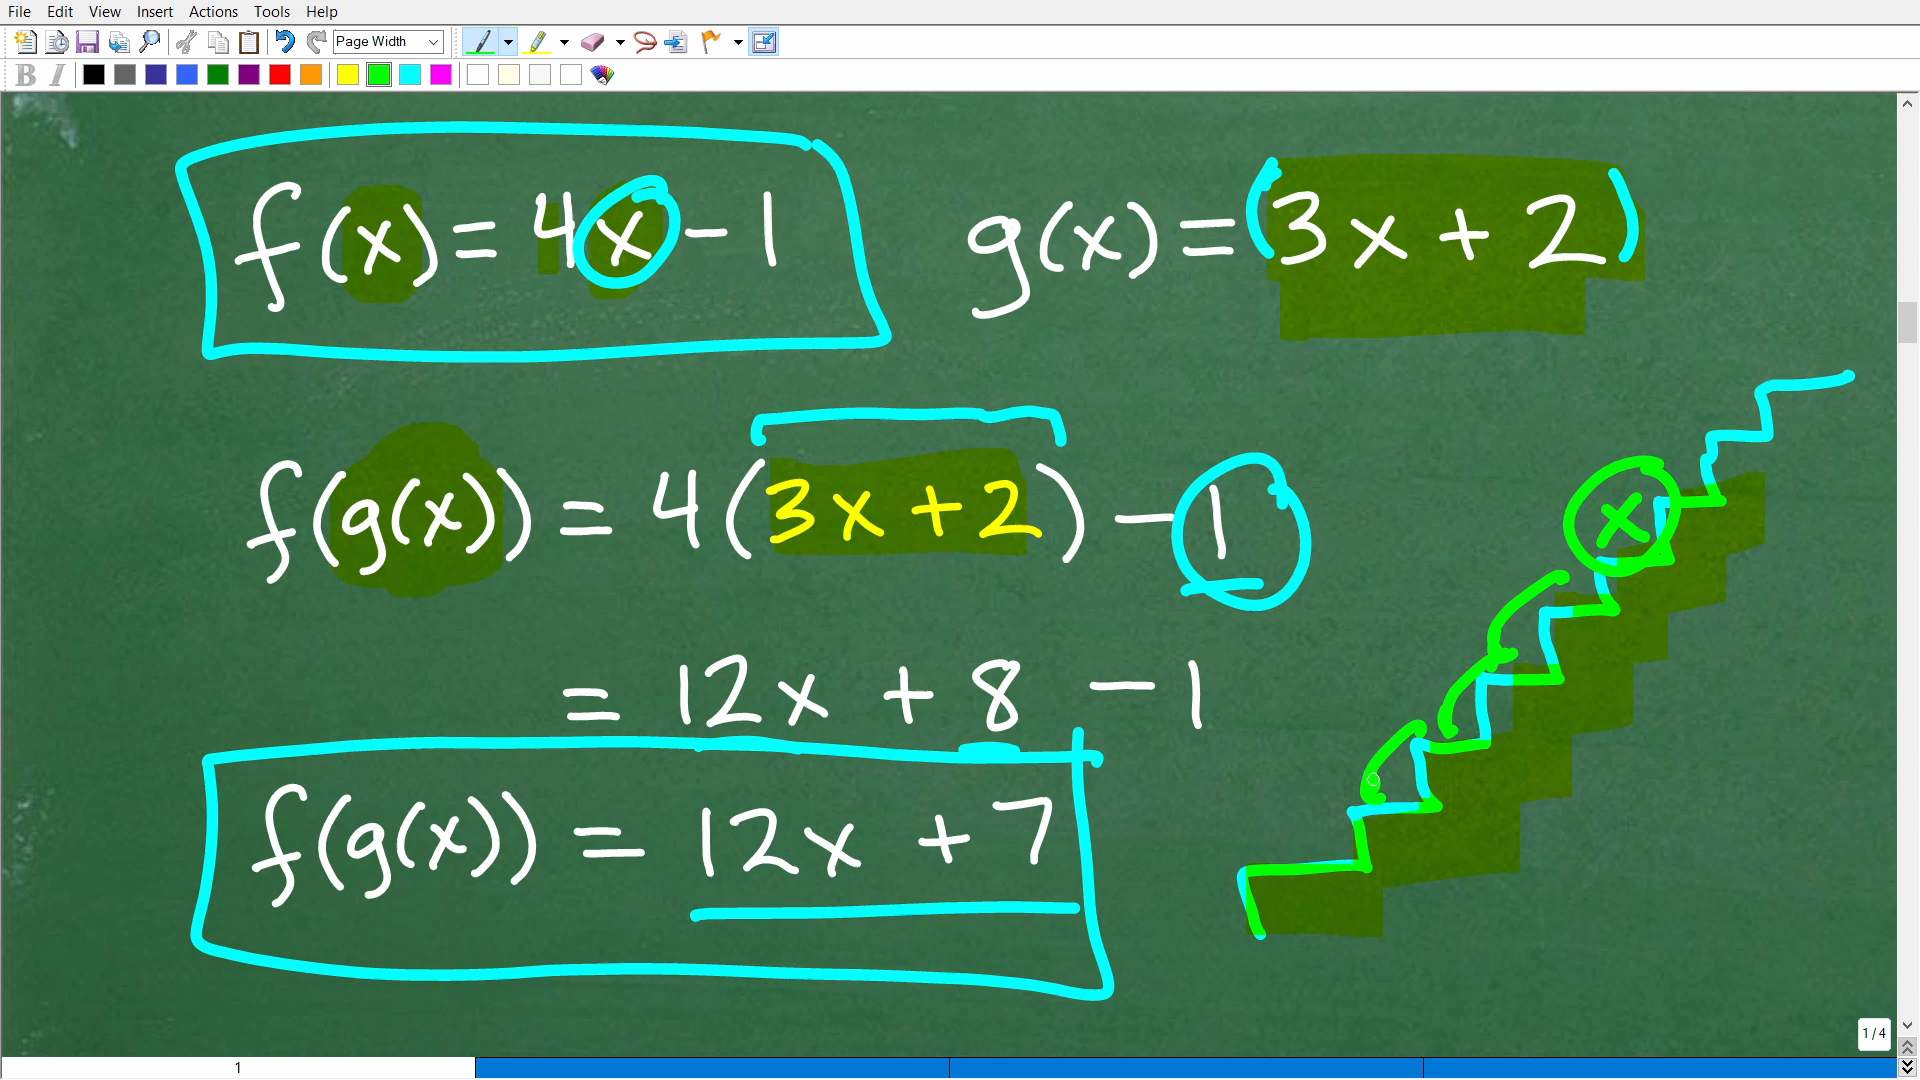 File Edit View Insert Actions Tools Help
Page Width
B I
f(x) = 4x - 1
g(x) = (3x + 2)
f(g(x)) = 4(3x + 2) - 1
x
= 12x + 8 - 1
f(g(x)) = 12x + 7
1/4
1